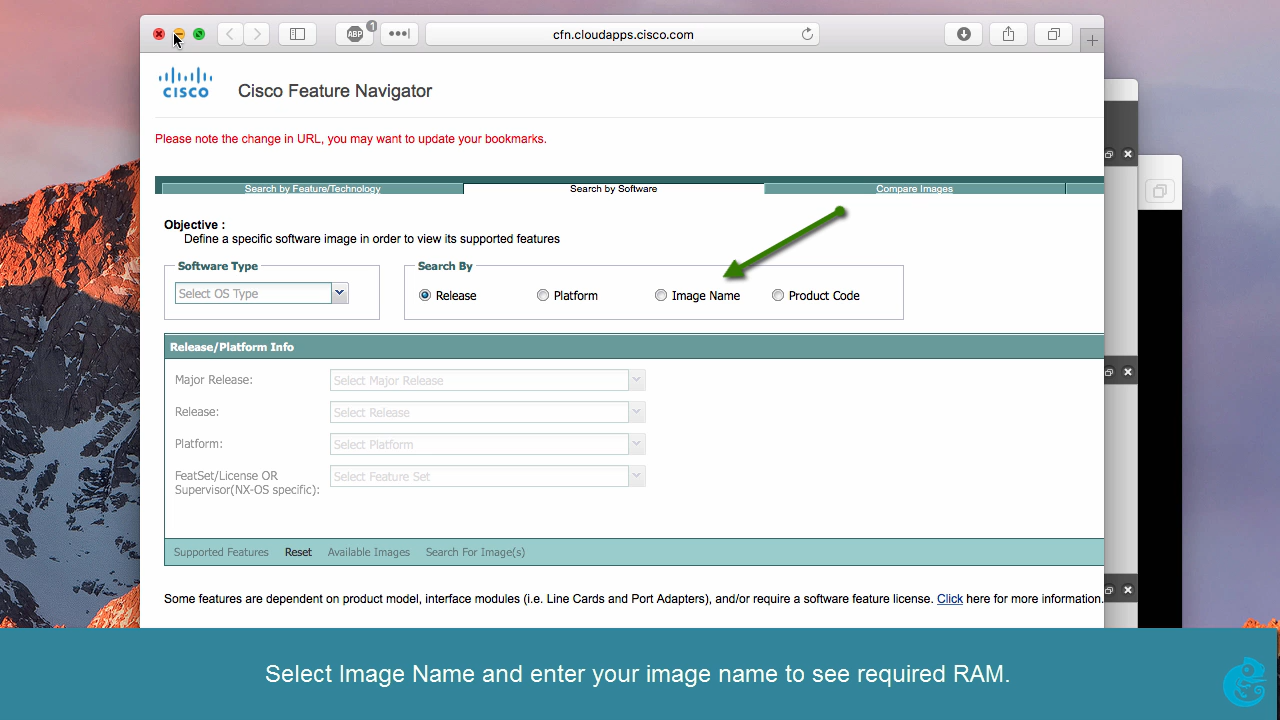 ABP
1
cfn.cloudapps.cisco.com
CISCO
Cisco Feature Navigator
Please note the change in URL, you may want to update your bookmarks.
Search by Feature/Technology
Search by Software
Compare Images
Objective :
Define a specific software image in order to view its supported features
Software Type
Search By
Select OS Type
Release
Platform
Image Name
Product Code
Release/Platform Info
Major Release:
Select Major Release
Release:
Select Release
Platform:
Select Platform
FeatSet/License OR
Supervisor(NX-OS specific):
Select Feature Set
Supported Features
Reset
Available Images
Search For Image(s)
Some features are dependent on product model, interface modules (i.e. Line Cards and Port Adapters), and/or require a software feature license. Click here for more information.
Select Image Name and enter your image name to see required RAM.